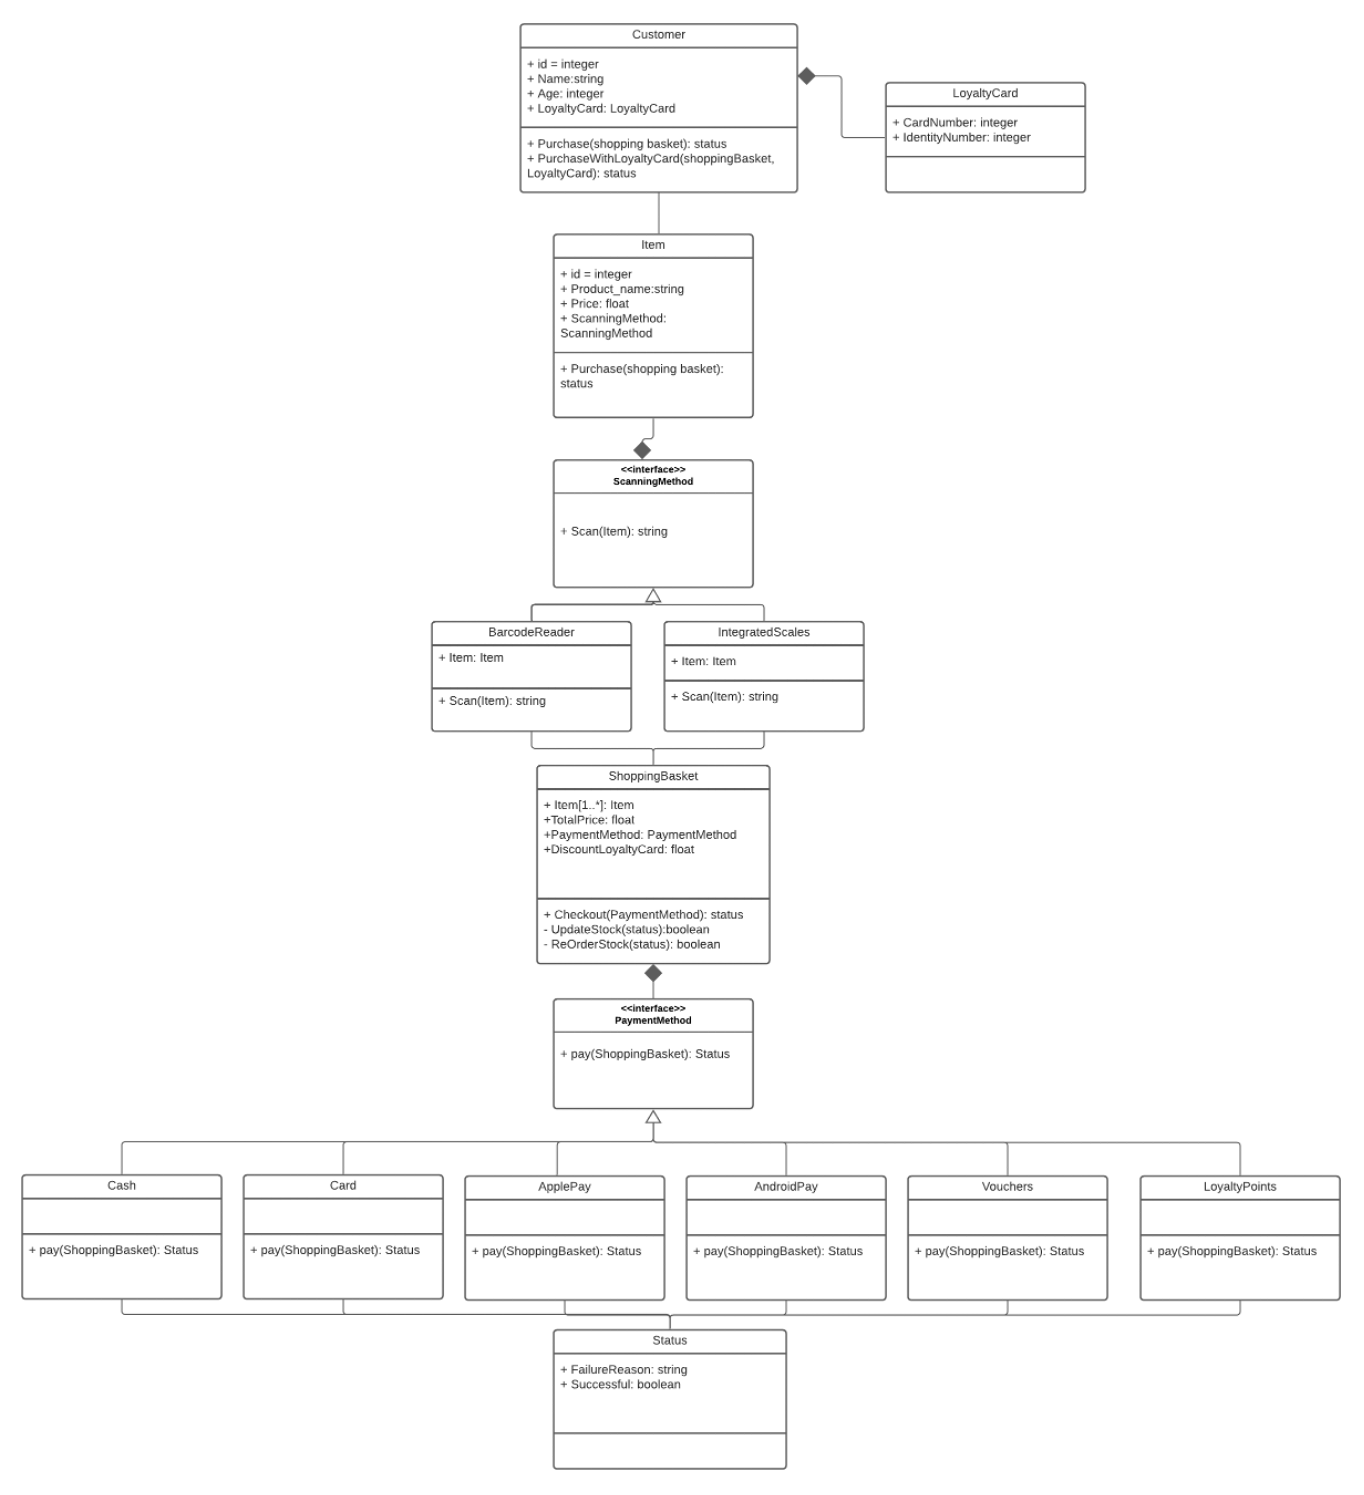 Customer
+ id = integer
+ Name:string
+ Age: integer
+ LoyaltyCard: LoyaltyCard
+ Purchase(shopping basket): status
+ PurchaseWithLoyaltyCard(shoppingBasket,
LoyaltyCard): status
LoyaltyCard
+ CardNumber: integer
+ IdentityNumber: integer
Item
+ id = integer
+ Product_name:string
+ Price: float
+ ScanningMethod:
ScanningMethod
+ Purchase(shopping basket):
status
<<interface>>
ScanningMethod
+ Scan(Item): string
BarcodeReader
+ Item: Item
+ Scan(Item): string
IntegratedScales
+ Item: Item
+ Scan(Item): string
ShoppingBasket
+ Item[1..*]: Item
+TotalPrice: float
+PaymentMethod: PaymentMethod
+DiscountLoyaltyCard: float
+ Checkout(PaymentMethod): status
- UpdateStock(status):boolean
- ReOrderStock(status): boolean
<<interface>>
PaymentMethod
+ pay(ShoppingBasket): Status
Cash
+ pay(ShoppingBasket): Status
Card
+ pay(ShoppingBasket): Status
ApplePay
+ pay(ShoppingBasket): Status
AndroidPay
+ pay(ShoppingBasket): Status
Vouchers
+ pay(ShoppingBasket): Status
LoyaltyPoints
+ pay(ShoppingBasket): Status
Status
+ FailureReason: string
+ Successful: boolean